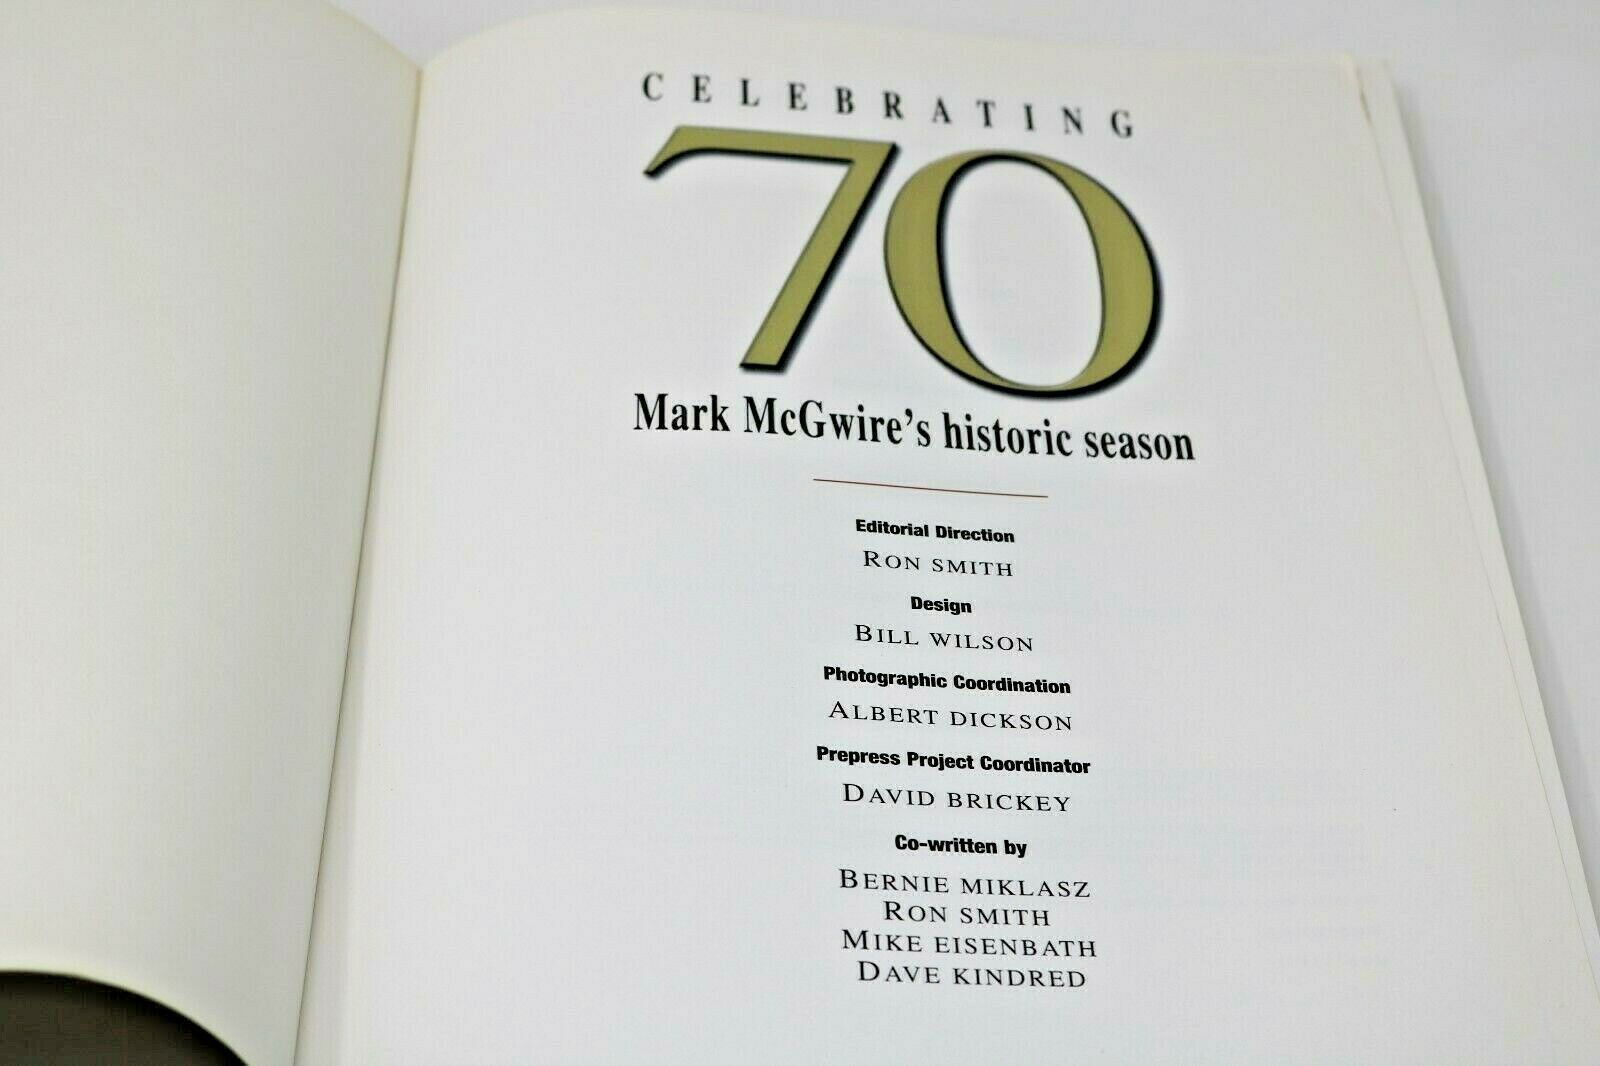 CELEBRATING
70
Mark McGwire's historic season
Editorial Direction
RON SMITH
Design
BILL WILSON
Photographic Coordination
ALBERT DICKSON
Prepress Project Coordinator
DAVID BRICKEY
Co-written by
BERNIE MIKLASZ
RON SMITH
MIKE EISENBATH
DAVE KINDRED